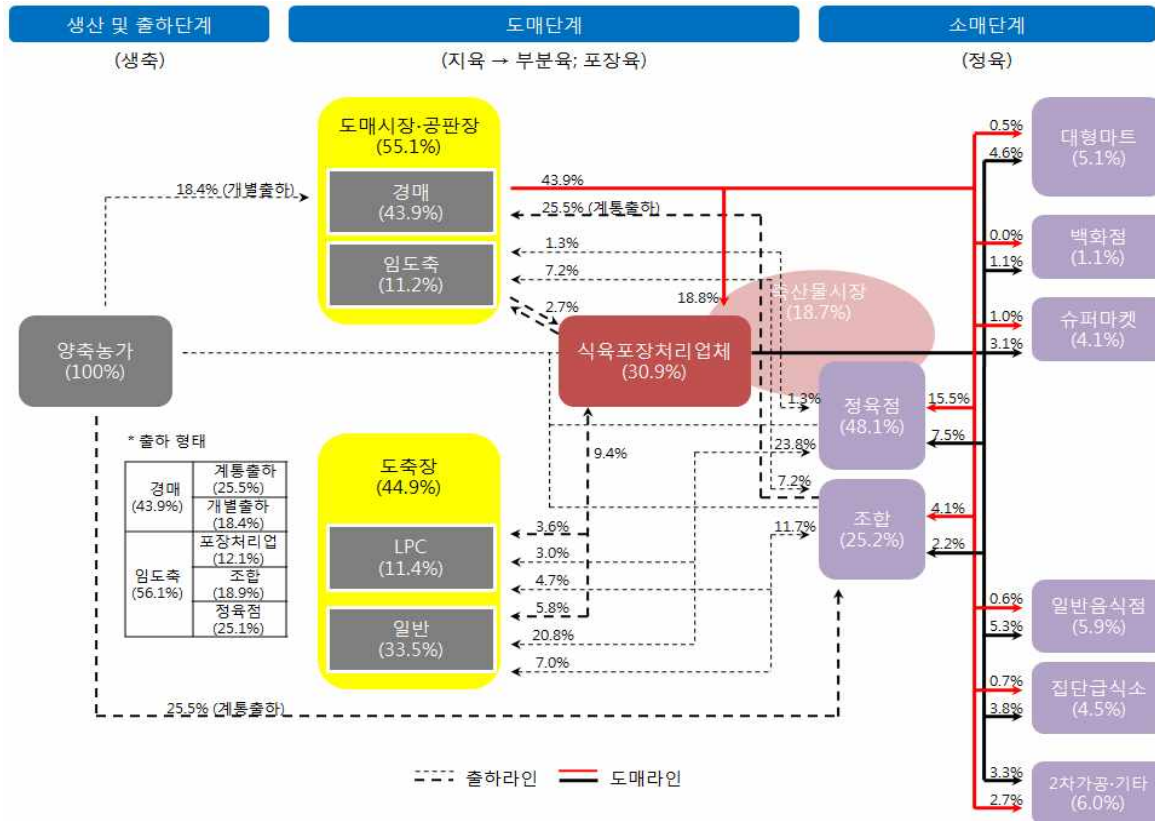 생산 및 출하단계
도매단계
소매단계
(생축)
(지육 → 부분육; 포장육)
(정육)
도매시장·공판장
(55.1%)
경매
(43.9%)
임도축
(11.2%)
18.4% (개별출하)
43.9%
25.5% (계통출하)
1.3%
7.2%
2.7%
18.8%
축산물시장
(18.7%)
양축농가
(100%)
식육포장처리업체
(30.9%)
* 출하 형태
경매
(43.9%)
계통출하
(25.5%)
개별출하
(18.4%)
임도축
(56.1%)
포장처리업
(12.1%)
조합
(18.9%)
정육점
(25.1%)
도축장
(44.9%)
LPC
(11.4%)
일반
(33.5%)
9.4%
3.6%
3.0%
4.7%
5.8%
20.8%
7.0%
25.5% (계통출하)
1.3%
23.8%
7.2%
11.7%
정육점
(48.1%)
조합
(25.2%)
15.5%
7.5%
4.1%
2.2%
0.5%
4.6%
대형마트
(5.1%)
0.0%
1.1%
백화점
(1.1%)
1.0%
3.1%
슈퍼마켓
(4.1%)
0.6%
5.3%
일반음식점
(5.9%)
0.7%
3.8%
집단급식소
(4.5%)
3.3%
2.7%
2차가공·기타
(6.0%)
출하라인
도매라인